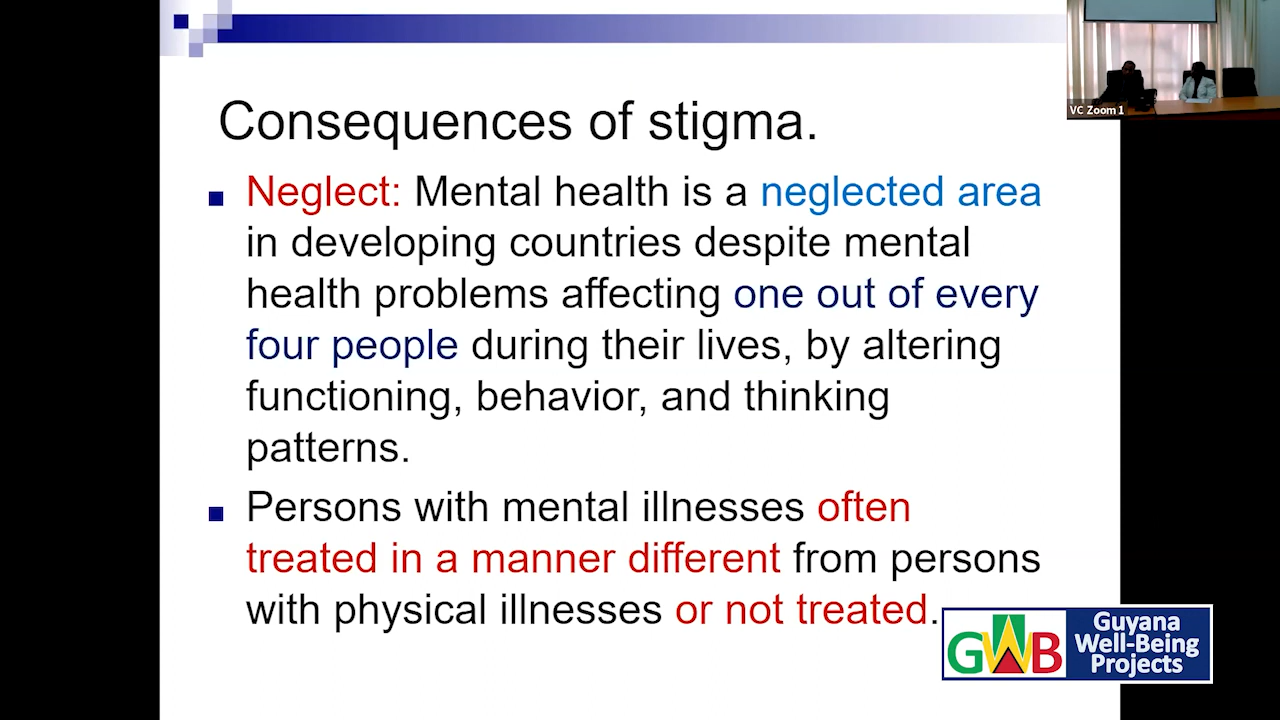 VC Zoom 1
Consequences of stigma.
Neglect: Mental health is a neglected area
in developing countries despite mental
health problems affecting one out of every
four people during their lives, by altering
functioning, behavior, and thinking
patterns.
Persons with mental illnesses often
treated in a manner different from persons
with physical illnesses or not treated.
GWB
Guyana
Well-Being
Projects